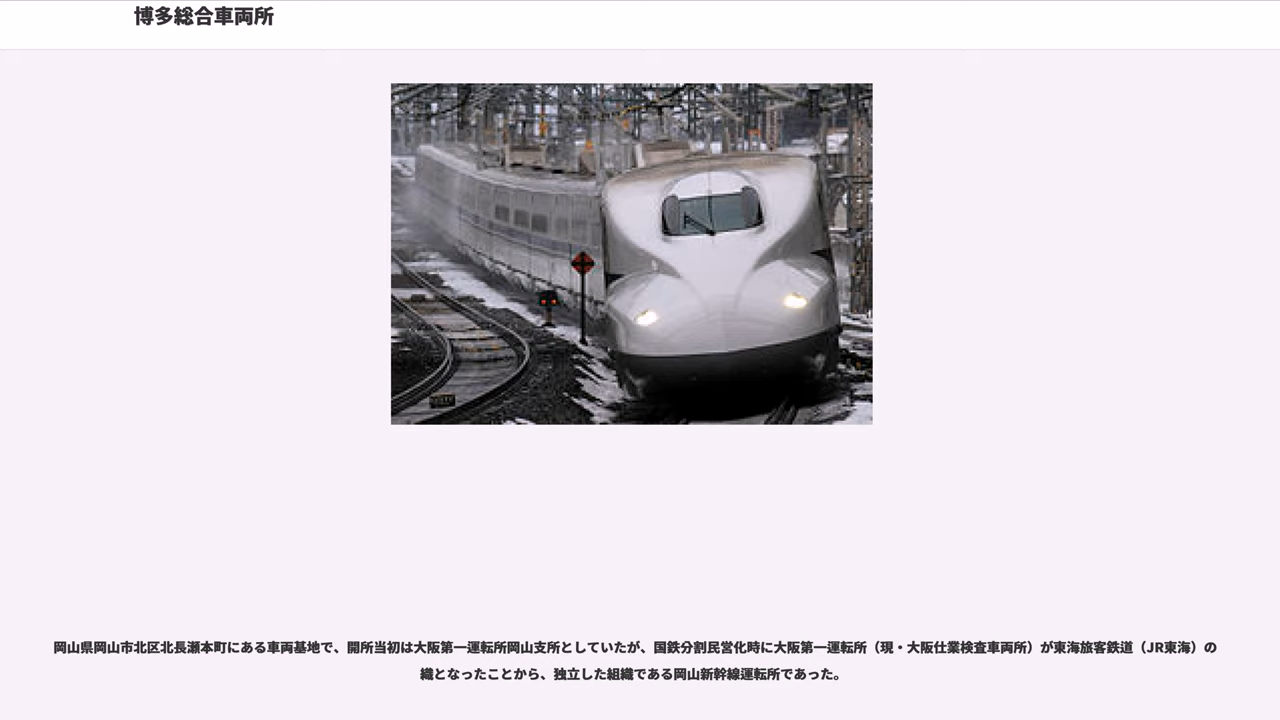 博多総合車両所
岡山県岡山市北区北長瀬本町にある車両基地で、開所当初は大阪第一運転所岡山支所としていたが、国鉄分割民営化時に大阪第一運転所（現・大阪仕業検査車両所）が東海旅客鉄道（JR東海）の
織となったことから、独立した組織である岡山新幹線運転所であった。